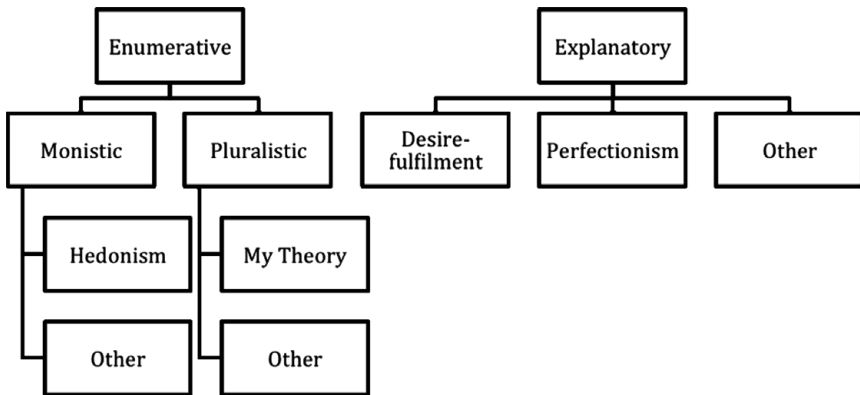 Enumerative
Explanatory
Monistic
Pluralistic
Desire-
fulfilment
Perfectionism
Other
Hedonism
My Theory
Other
Other